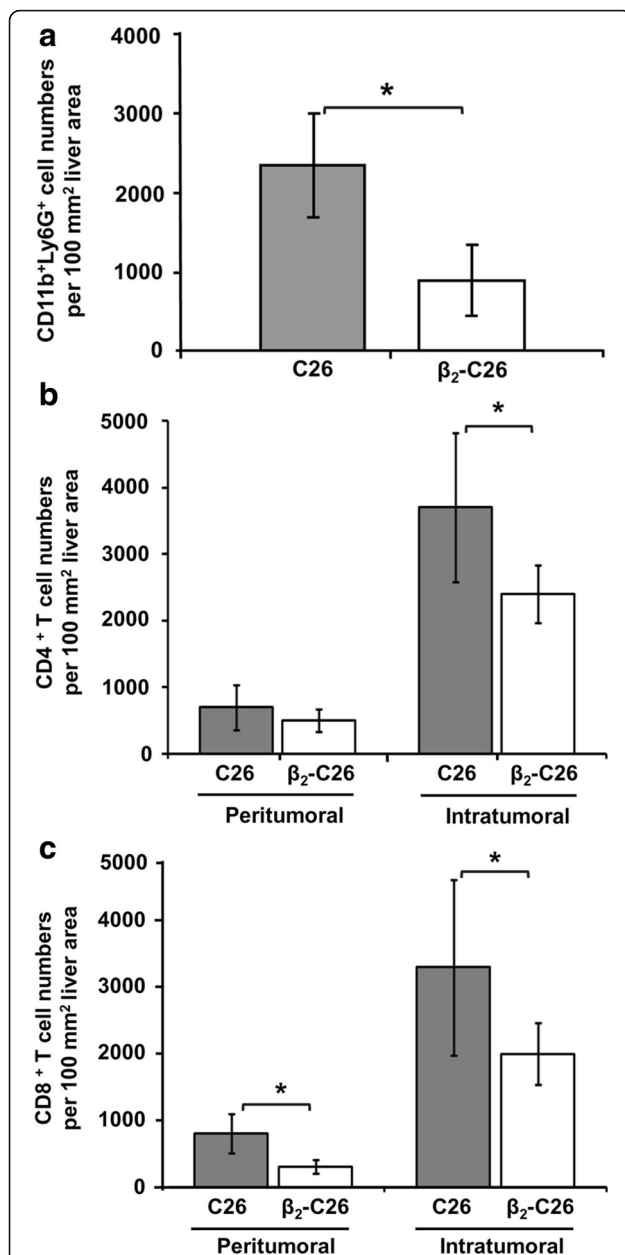 a
CD11b⁺Ly6G⁺ cell numbers
per 100 mm² liver area
4000
3000
2000
1000
0
*
C26 β₂-C26
b
CD4 ⁺ T cell numbers
per 100 mm² liver area
5000
4000
3000
2000
1000
0
*
C26 β₂-C26 C26 β₂-C26
Peritumoral Intratumoral
c
CD8 ⁺ T cell numbers
per 100 mm² liver area
5000
4000
3000
2000
1000
0
*
*
C26 β₂-C26 C26 β₂-C26
Peritumoral Intratumoral